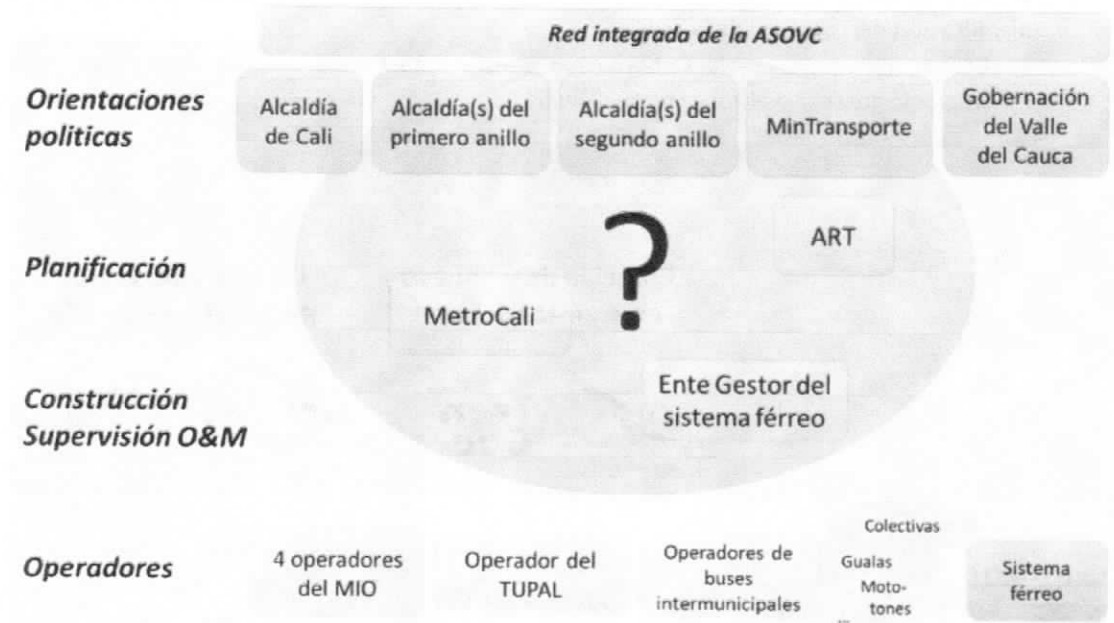 Red integrada de la ASOVC
Orientaciones
politicas
Alcaldía
de Cali
Alcaldía(s) del
primero anillo
Alcaldía(s) del
segundo anillo
MinTransporte
Gobernación
del Valle
del Cauca
Planificación
?
ART
MetroCali
Construcción
Supervisión O&M
Ente Gestor del
sistema férreo
Operadores
4 operadores
del MIO
Operador del
TUPAL
Operadores de
buses
intermunicipales
Colectivas
Gualas
Moto-
tones
Sistema
férreo